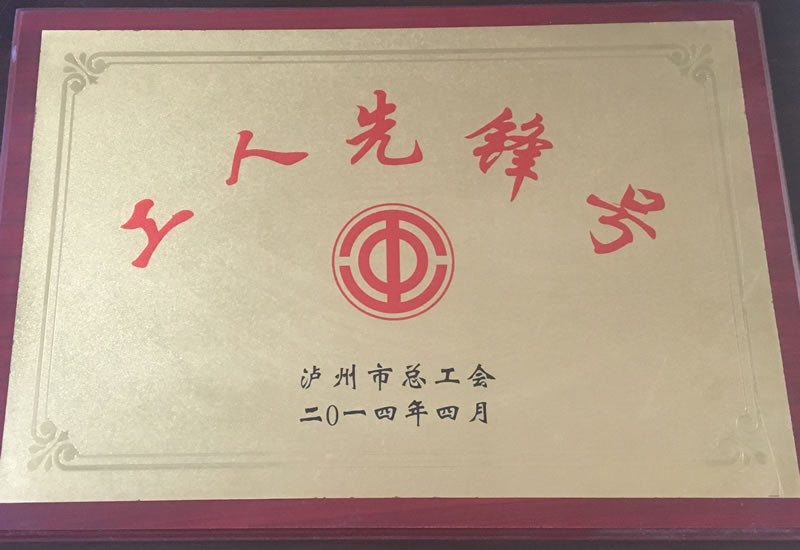 工人先锋号
泸州市总工会
二0一四年四月